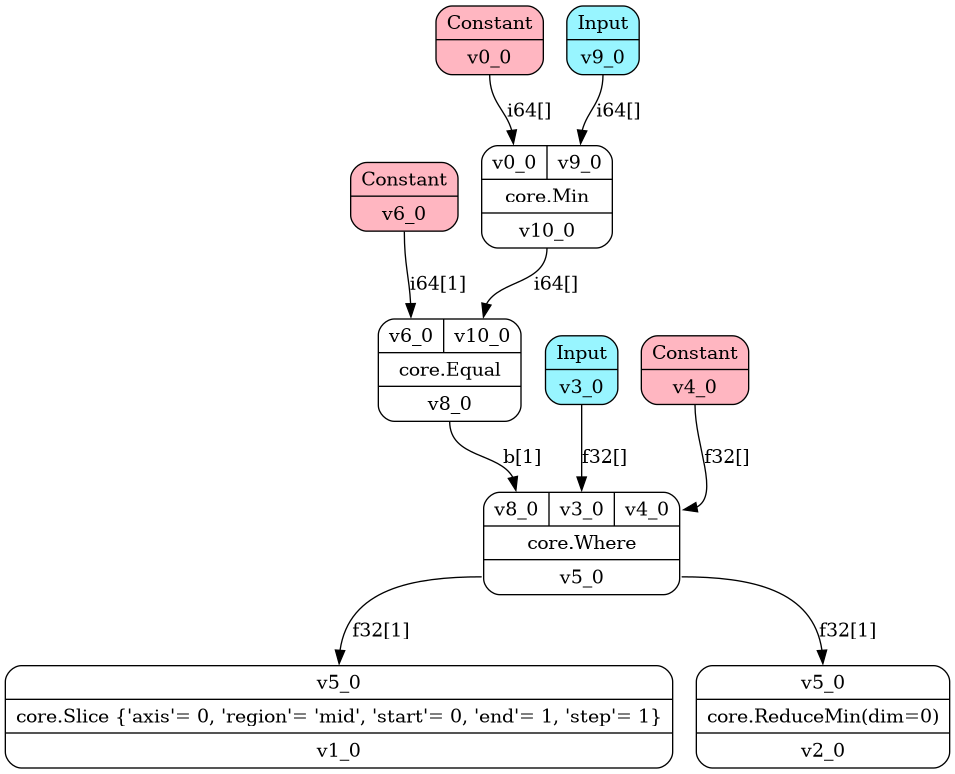 Constant
v0_0
Input
v9_0
i64[]
i64[]
v0_0
v9_0
core.Min
v10_0
Constant
v6_0
i64[1]
i64[]
v6_0
v10_0
core.Equal
v8_0
Input
v3_0
Constant
v4_0
b[1]
f32[]
f32[]
v8_0
v3_0
v4_0
core.Where
v5_0
f32[1]
f32[1]
v5_0
core.Slice {'axis'= 0, 'region'= 'mid', 'start'= 0, 'end'= 1, 'step'= 1}
v1_0
v5_0
core.ReduceMin(dim=0)
v2_0